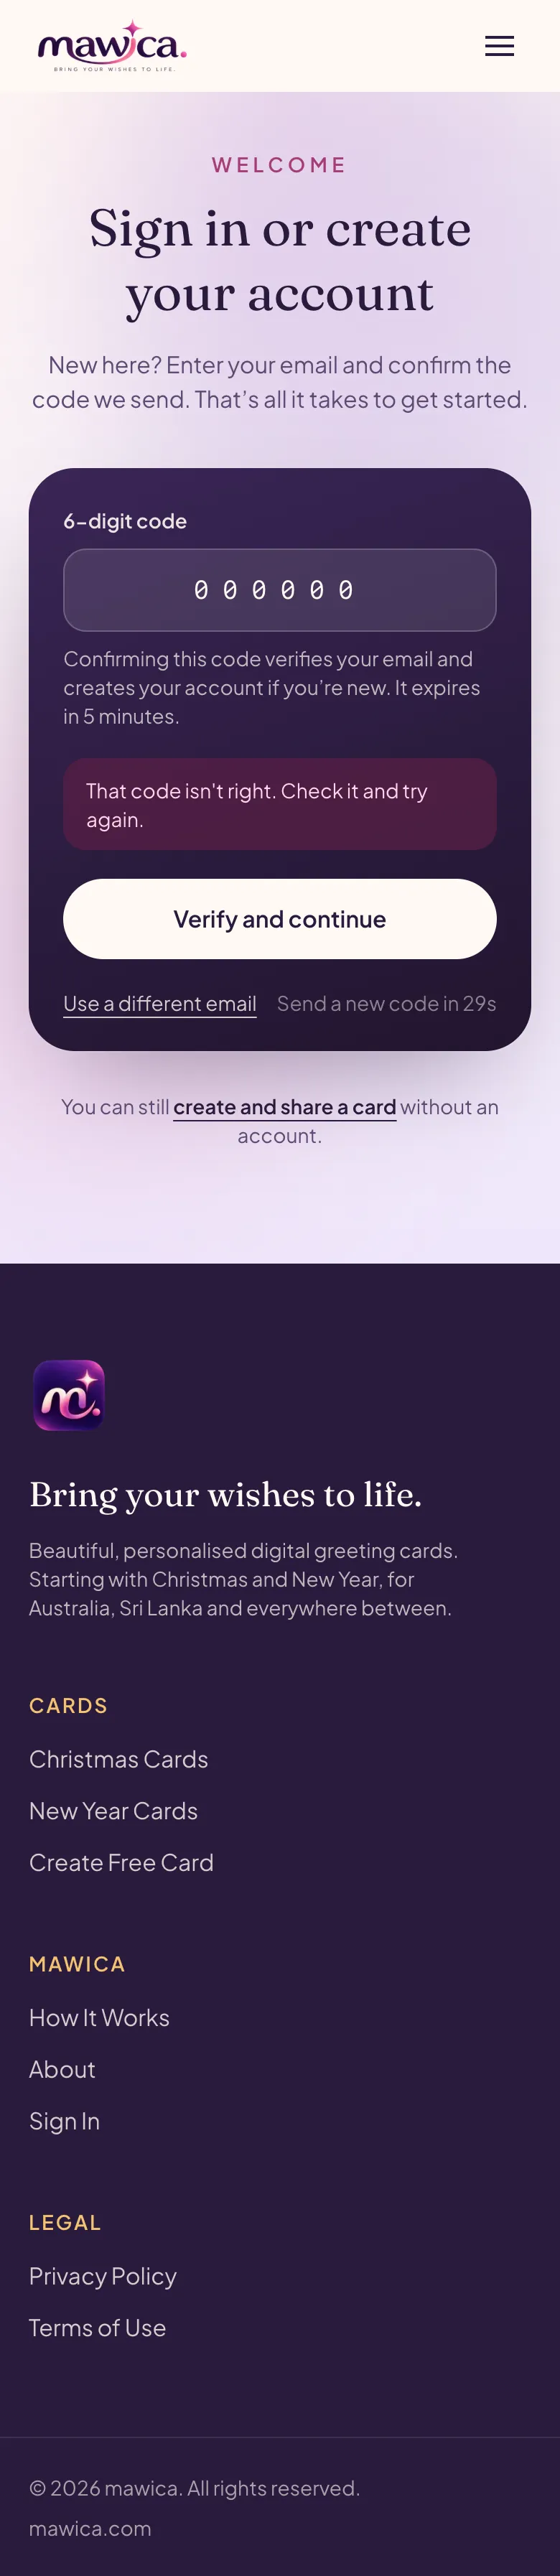 mawica.
BRING YOUR WISHES TO LIFE.
WELCOME
Sign in or create
your account
New here? Enter your email and confirm the
code we send. That’s all it takes to get started.
6-digit code
000000
Confirming this code verifies your email and
creates your account if you’re new. It expires
in 5 minutes.
That code isn't right. Check it and try
again.
Verify and continue
Use a different email Send a new code in 29s
You can still create and share a card without an
account.
m.
Bring your wishes to life.
Beautiful, personalised digital greeting cards.
Starting with Christmas and New Year, for
Australia, Sri Lanka and everywhere between.
CARDS
Christmas Cards
New Year Cards
Create Free Card
MAWICA
How It Works
About
Sign In
LEGAL
Privacy Policy
Terms of Use
© 2026 mawica. All rights reserved.
mawica.com